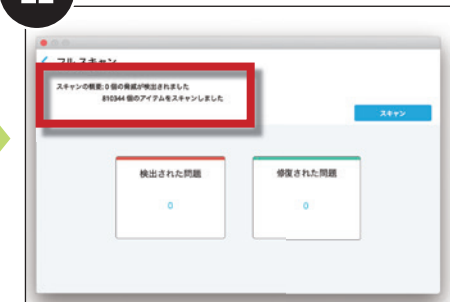 フルスキャン
スキャンの概要: 0 個の脅威が検出されました
810344 個のアイテムをスキャンしました
スキャン
検出された問題
修復された問題
0
0